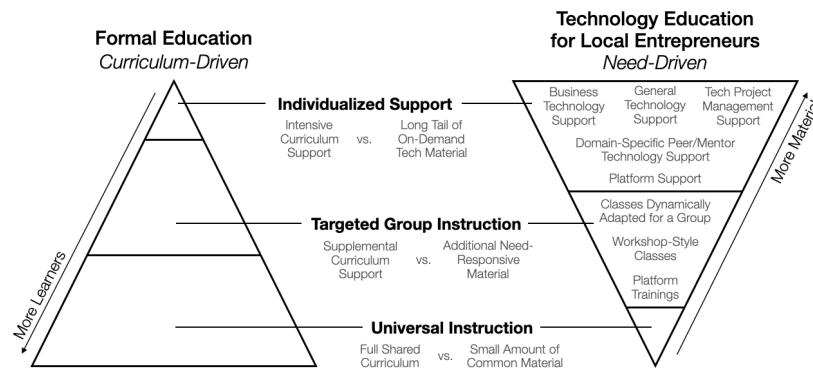 Formal Education
Curriculum-Driven
Technology Education
for Local Entrepreneurs
Need-Driven
More Learners
More Material
Individualized Support
Intensive
Curriculum
Support
vs.
Long Tail of
On-Demand
Tech Material
Business
Technology
Support
General
Technology
Support
Tech Project
Management
Support
Domain-Specific Peer/Mentor
Technology Support
Platform Support
Targeted Group Instruction
Supplemental
Curriculum
Support
vs.
Additional Need-
Responsive
Material
Classes Dynamically
Adapted for a Group
Workshop-Style
Classes
Platform
Trainings
Universal Instruction
Full Shared
Curriculum
vs.
Small Amount of
Common Material